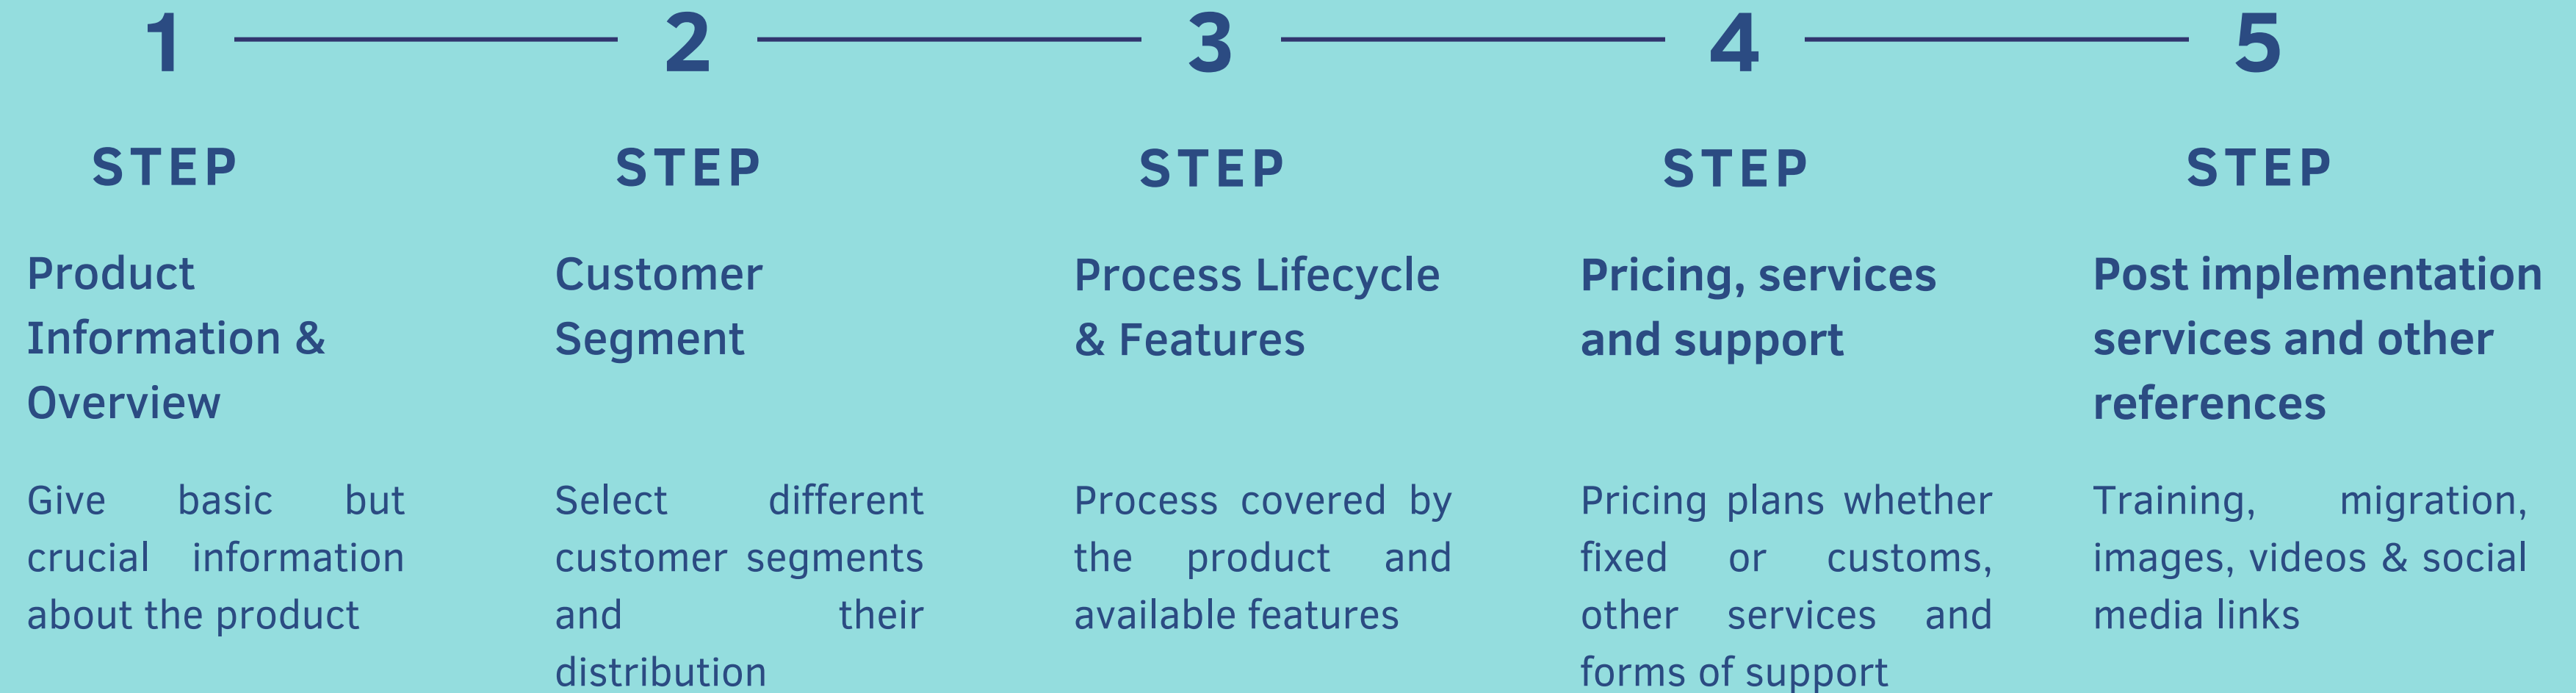 1
2
3
4
5
STEP
STEP
STEP
STEP
STEP
Product
Information &
Overview
Customer
Segment
Process Lifecycle
& Features
Pricing, services
and support
Post implementation
services and other
references
Give basic but
crucial information
about the product
Select different
customer segments
and their
distribution
Process covered by
the product and
available features
Pricing plans whether
fixed or customs,
other services and
forms of support
Training, migration,
images, videos & social
media links